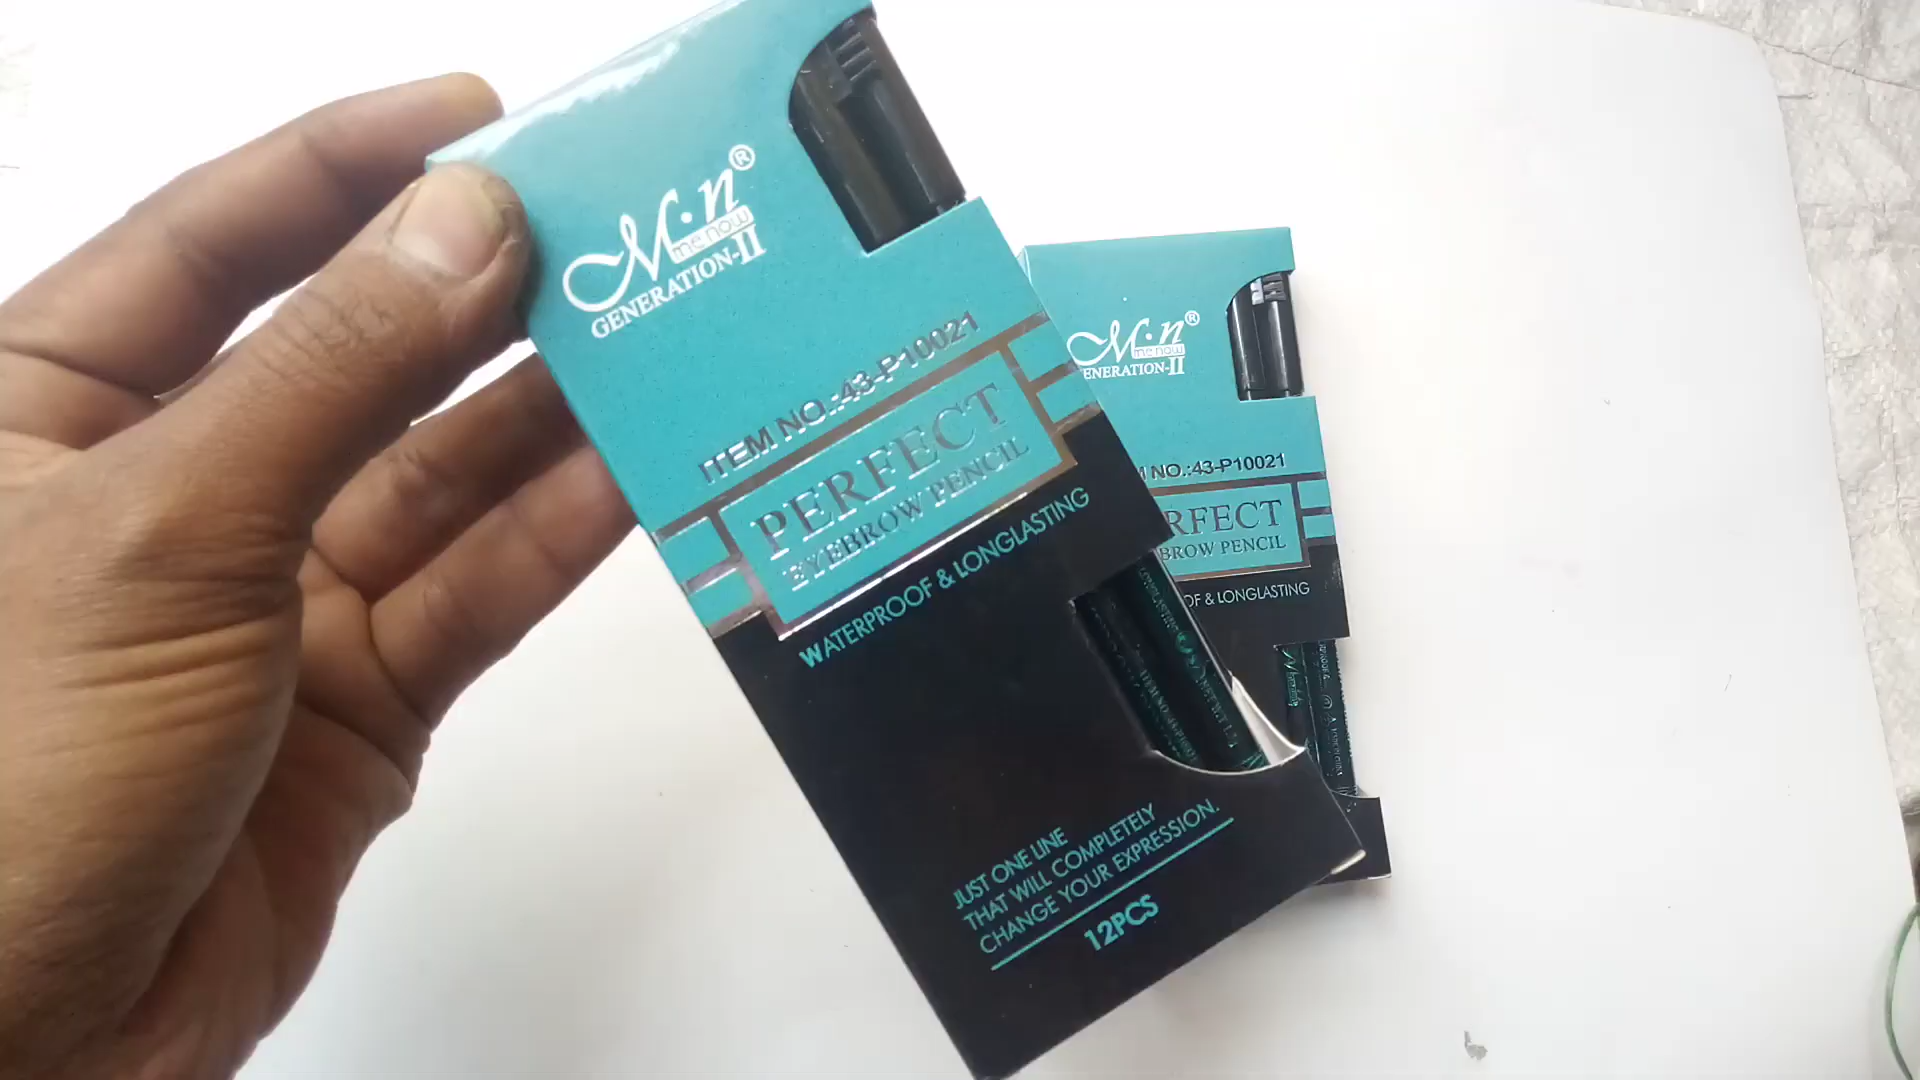 M·n®
me now
GENERATION-II
ITEM NO.:43-P10021
PERFECT
EYEBROW PENCIL
WATERPROOF & LONGLASTING
JUST ONE LINE
THAT WILL COMPLETELY
CHANGE YOUR EXPRESSION.
12PCS
M·n®
me now
ENERATION-II
NO.:43-P10021
RFECT
BROW PENCIL
OF & LONGLASTING